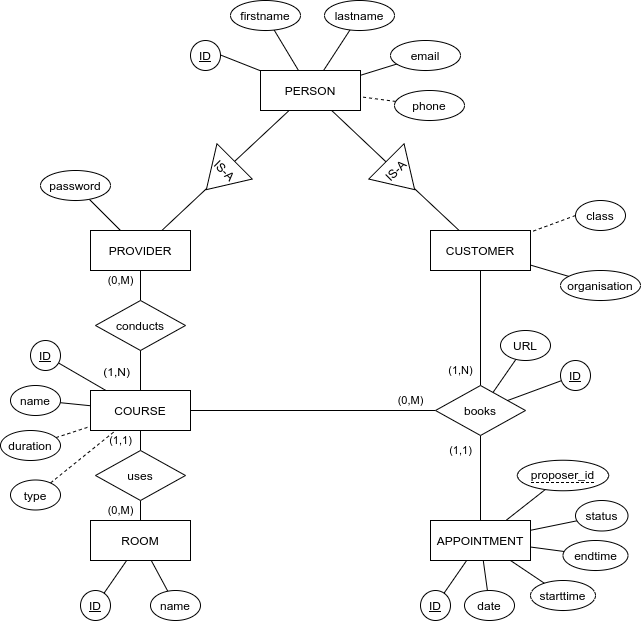 firstname
lastname
ID
email
PERSON
phone
IS-A
IS-A
password
class
PROVIDER
CUSTOMER
(0,M)
organisation
conducts
URL
ID
(1,N)
(1,N)
ID
name
(0,M)
COURSE
books
duration
(1,1)
(1,1)
uses
proposer_id
type
(0,M)
status
ROOM
APPOINTMENT
endtime
starttime
ID
name
ID
date